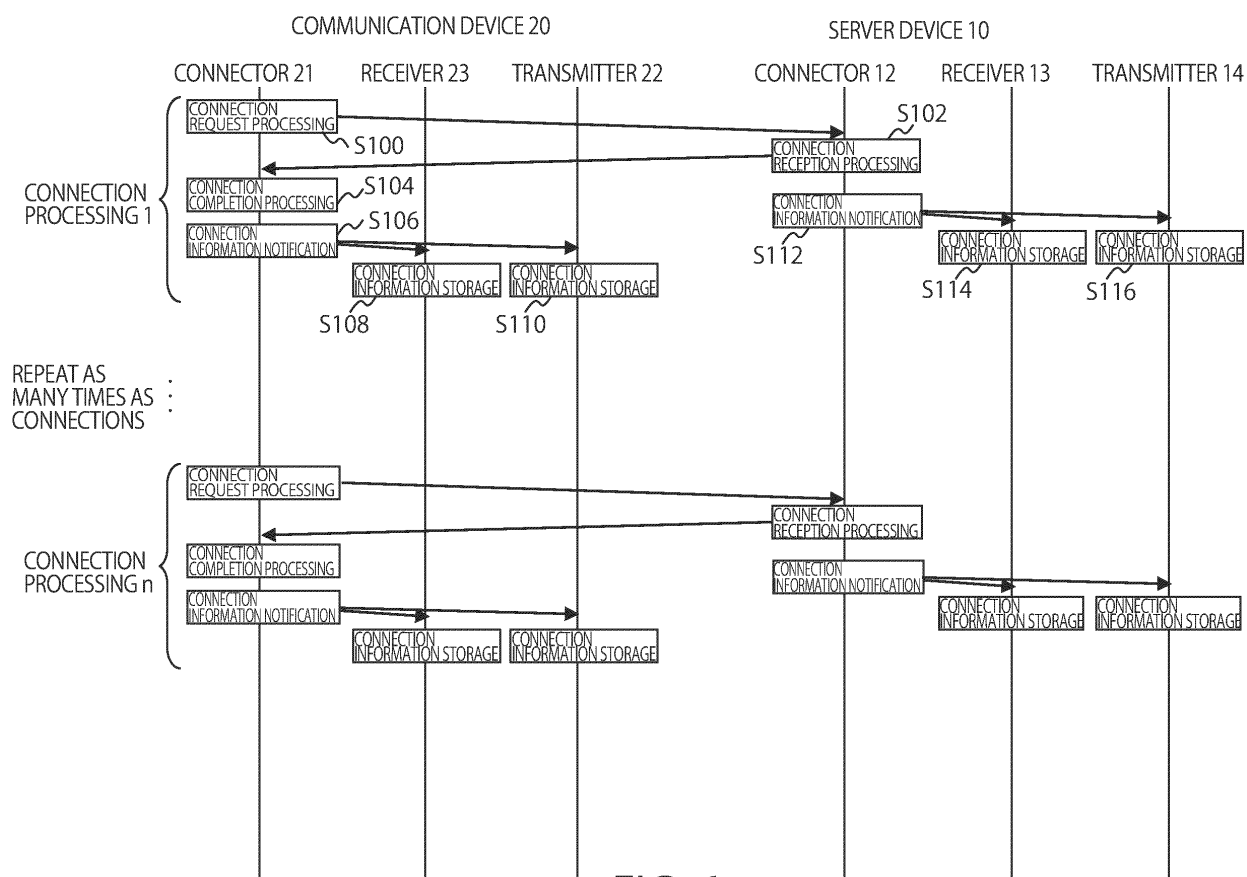 COMMUNICATION DEVICE 20
SERVER DEVICE 10
CONNECTOR 21
RECEIVER 23
TRANSMITTER 22
CONNECTOR 12
RECEIVER 13
TRANSMITTER 14
CONNECTION
PROCESSING 1
CONNECTION
REQUEST PROCESSING
S100
S102
CONNECTION
RECEPTION PROCESSING
CONNECTION
COMPLETION PROCESSING
S104
CONNECTION
INFORMATION NOTIFICATION
S106
CONNECTION
INFORMATION NOTIFICATION
S112
CONNECTION
INFORMATION STORAGE
S108
CONNECTION
INFORMATION STORAGE
S110
CONNECTION
INFORMATION STORAGE
S114
CONNECTION
INFORMATION STORAGE
S116
REPEAT AS
MANY TIMES AS
CONNECTIONS
CONNECTION
PROCESSING n
CONNECTION
REQUEST PROCESSING
CONNECTION
RECEPTION PROCESSING
CONNECTION
COMPLETION PROCESSING
CONNECTION
INFORMATION NOTIFICATION
CONNECTION
INFORMATION NOTIFICATION
CONNECTION
INFORMATION STORAGE
CONNECTION
INFORMATION STORAGE
CONNECTION
INFORMATION STORAGE
CONNECTION
INFORMATION STORAGE